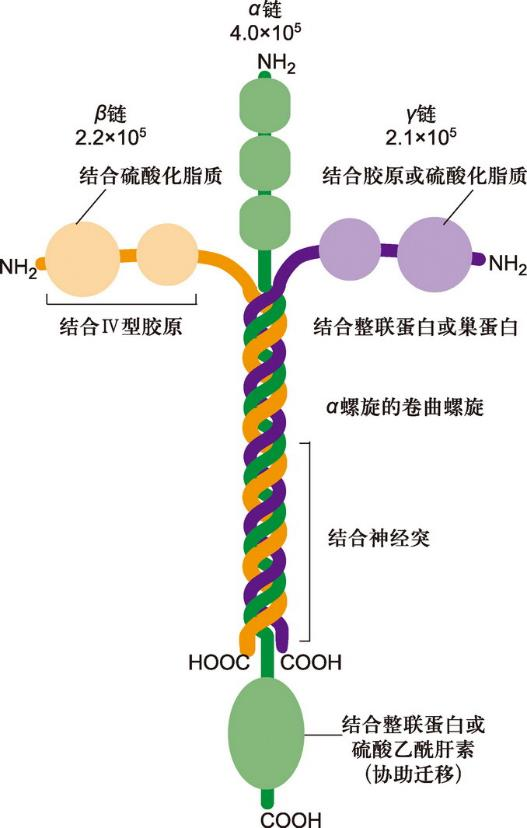 α链
4.0×10⁵
NH₂
β链
2.2×10⁵
γ链
2.1×10⁵
结合硫酸化脂质
结合胶原或硫酸化脂质
NH₂
NH₂
结合Ⅳ型胶原
结合整联蛋白或巢蛋白
α螺旋的卷曲螺旋
结合神经突
HOOC
COOH
结合整联蛋白或
硫酸乙酰肝素
(协助迁移)
COOH